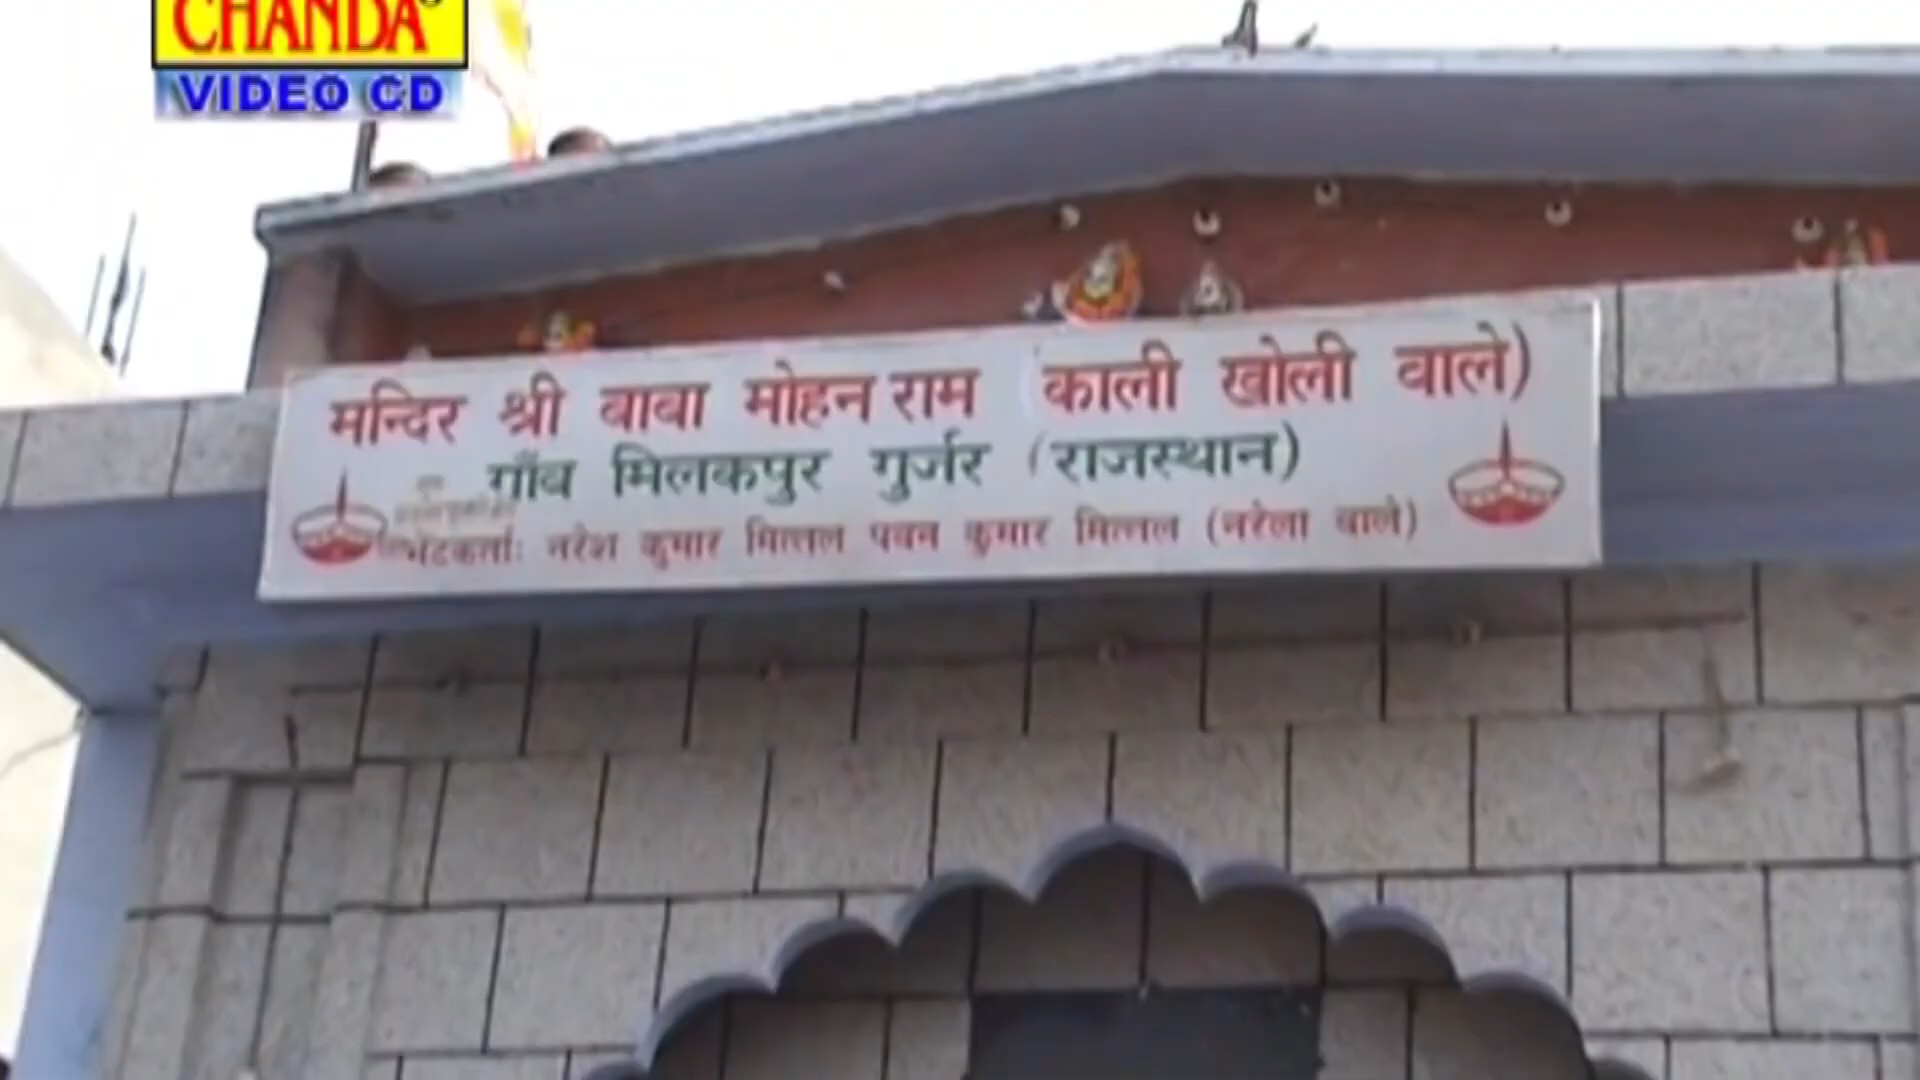 CHANDA
VIDEO CD
मन्दिर श्री बाबा मोहन राम (काली खोली वाले)
गाँव मिलकपुर गुर्जर (राजस्थान)
भेंटकर्ताः नरेश कुमार मित्तल पवन कुमार मित्तल (नरेला वाले)